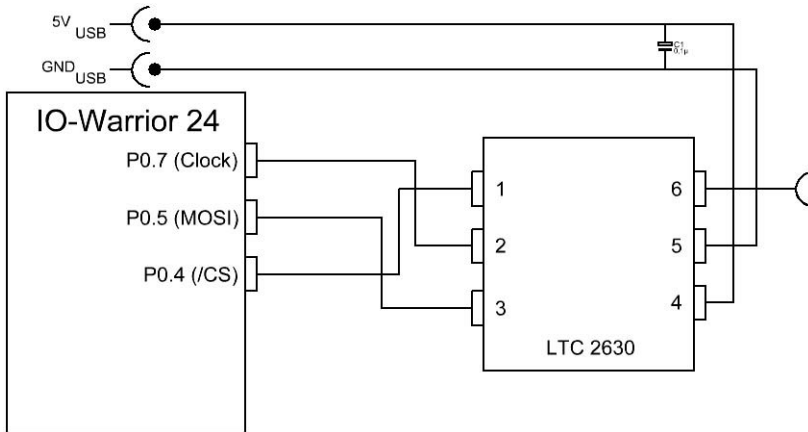 5V USB
GND USB
C1
0,1µ
IO-Warrior 24
P0.7 (Clock)
P0.5 (MOSI)
P0.4 (/CS)
1
2
3
6
5
4
LTC 2630